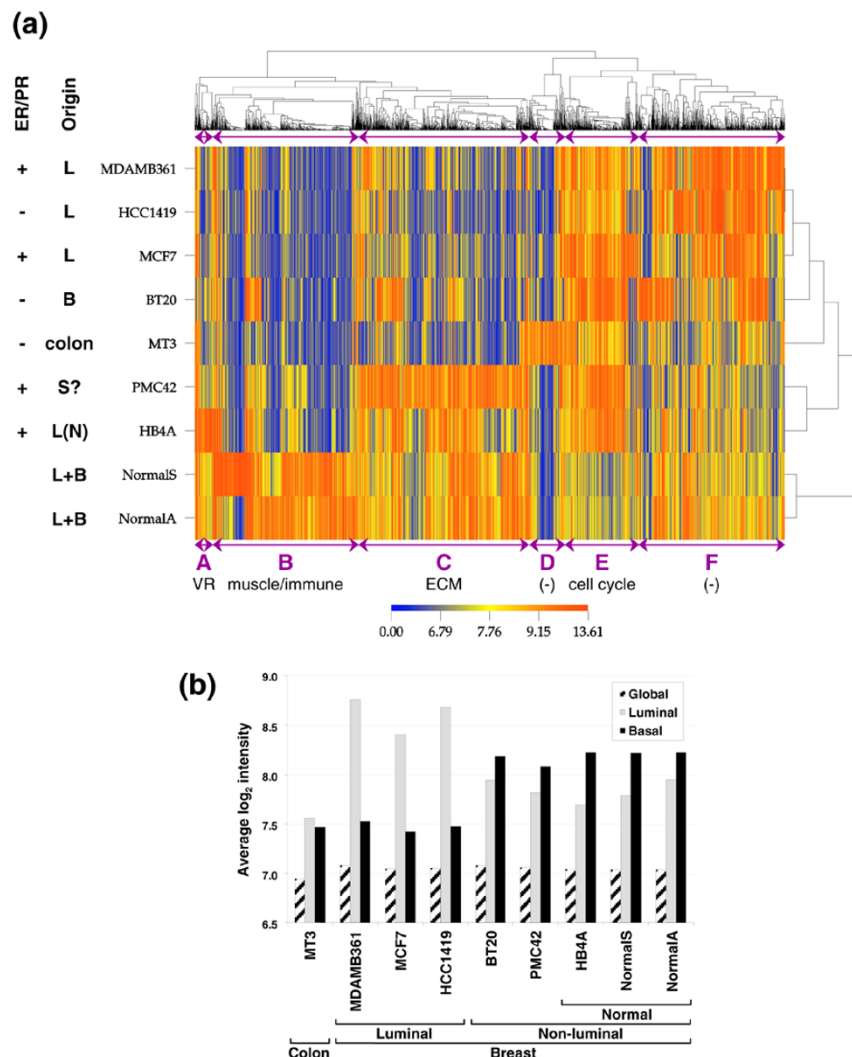 (a)
ER/PR Origin
+ L MDAMB361
- L HCC1419
+ L MCF7
- B BT20
- colon MT3
+ S? PMC42
+ L(N) HB4A
L+B NormalS
L+B NormalA
A B C D E F
VR muscle/immune ECM (-) cell cycle (-)
0.00 6.79 7.76 9.15 13.61
(b)
Average log2 intensity
9.0
8.5
8.0
7.5
7.0
6.5
Global
Luminal
Basal
MT3 MDAMB361 MCF7 HCC1419 BT20 PMC42 HB4A NormalS NormalA
Normal
Luminal Non-luminal
Colon Breast